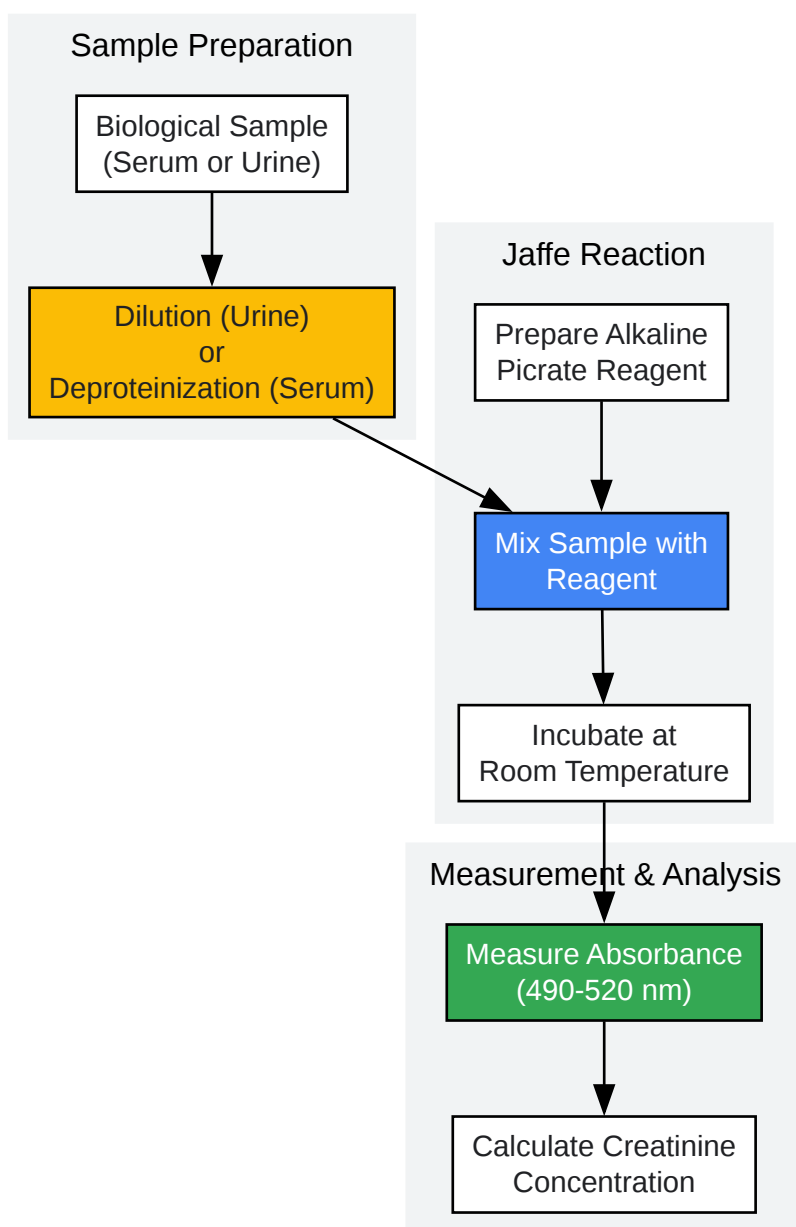 Sample Preparation
Biological Sample
(Serum or Urine)
Dilution (Urine)
or
Deproteinization (Serum)
Jaffe Reaction
Prepare Alkaline
Picrate Reagent
Mix Sample with
Reagent
Incubate at
Room Temperature
Measurement & Analysis
Measure Absorbance
(490-520 nm)
Calculate Creatinine
Concentration